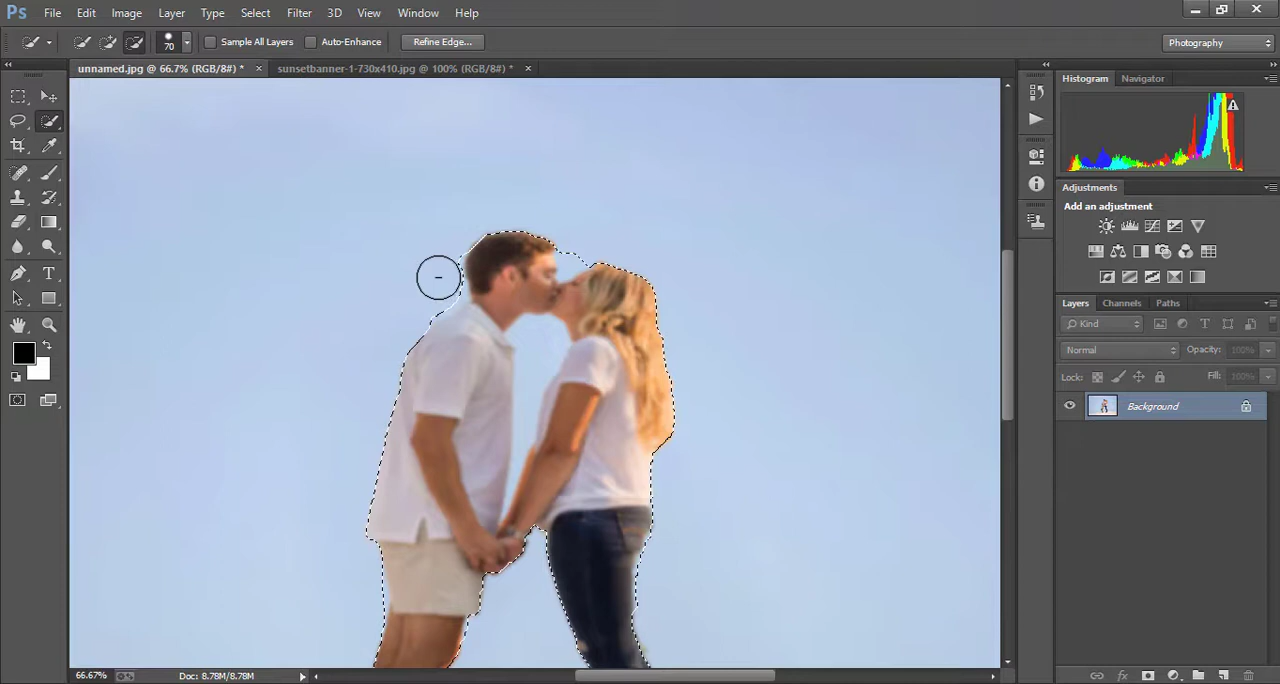 Ps File Edit Image Layer Type Select Filter 3D View Window Help
70 Sample All Layers Auto-Enhance Refine Edge... Photography
unnamed.jpg @ 66.7% (RGB/8#) * × sunsetbanner-1-730x410.jpg @ 100% (RGB/8#) * ×
Histogram Navigator
Adjustments
Add an adjustment
Layers Channels Paths
Kind
Normal Opacity: 100%
Lock: Fill: 100%
Background
66.67% Doc: 8.78M/8.78M